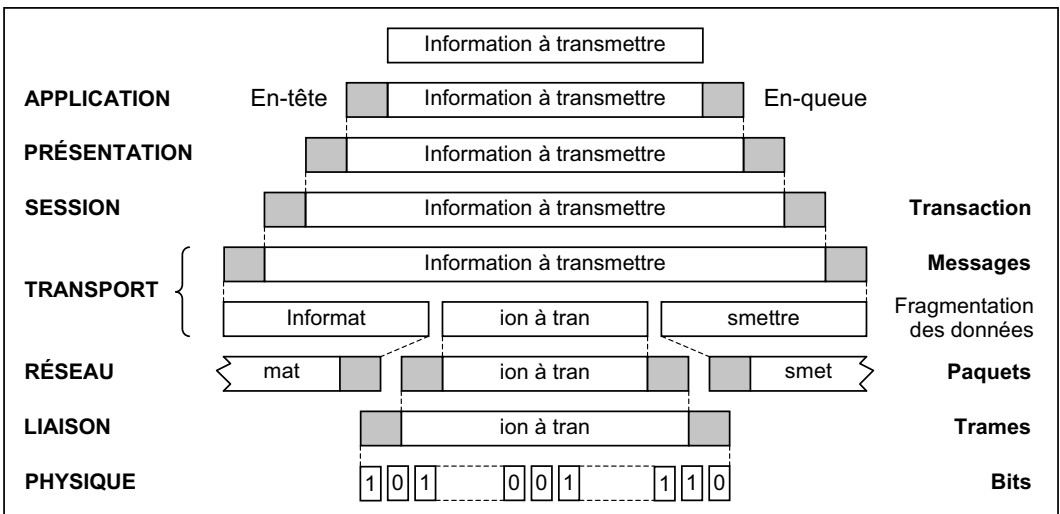 Information à transmettre
APPLICATION En-tête Information à transmettre En-queue
PRÉSENTATION Information à transmettre
SESSION Information à transmettre Transaction
Information à transmettre Messages
TRANSPORT
Informat ion à tran smettre Fragmentation
des données
RÉSEAU mat ion à tran smet Paquets
LIAISON ion à tran Trames
PHYSIQUE 1 0 1 0 0 1 1 1 0 Bits